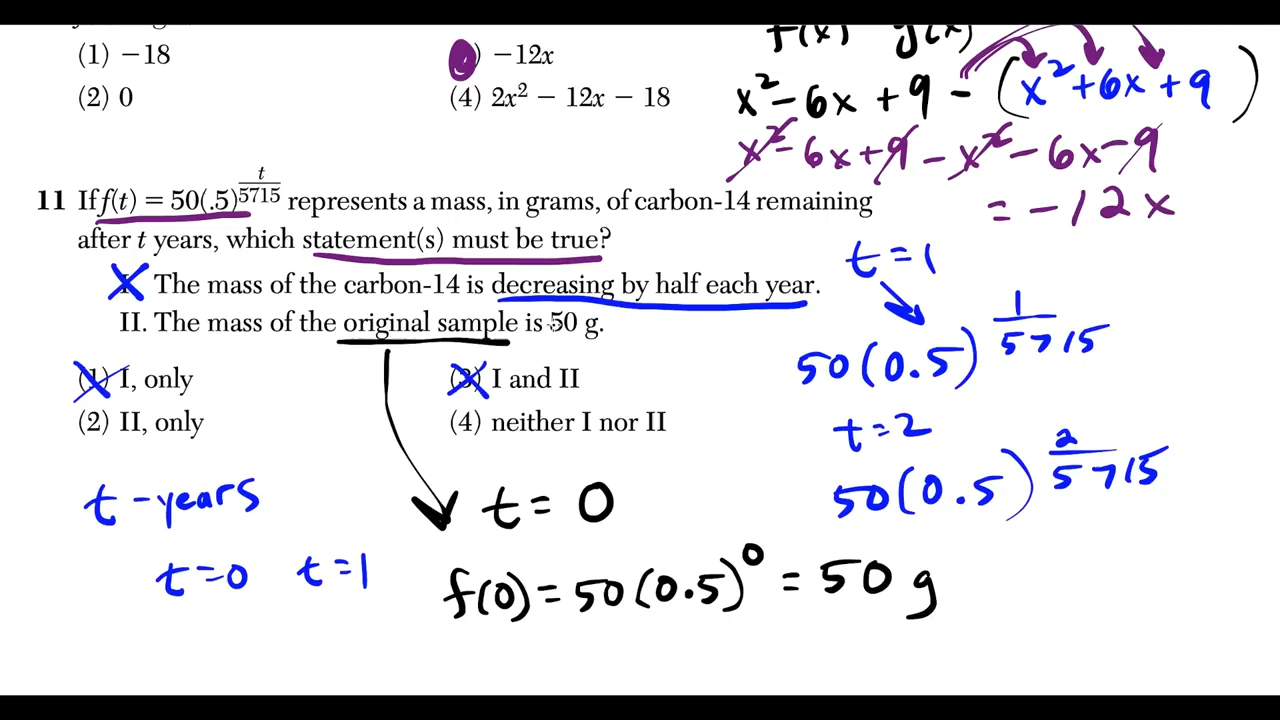 (1) −18
(2) 0
) −12x
(4) 2x² − 12x − 18
f(x) g(x)
x² − 6x + 9 − (x² + 6x + 9)
x² − 6x + 9 − x² − 6x − 9
= −12x
11 If f(t) = 50(.5)^(t/5715) represents a mass, in grams, of carbon-14 remaining
after t years, which statement(s) must be true?
I. The mass of the carbon-14 is decreasing by half each year.
II. The mass of the original sample is 50 g.
(1) I, only
(2) II, only
(3) I and II
(4) neither I nor II
t = 1
50(0.5)^(1/5715)
t = 2
50(0.5)^(2/5715)
t - years
t = 0 t = 1
t = 0
f(0) = 50(0.5)^0 = 50 g